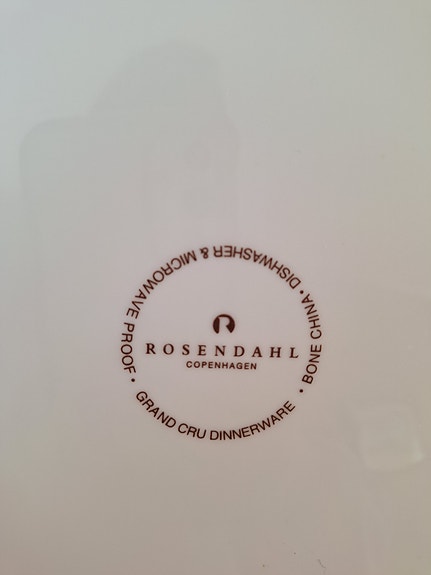 ROSENDAHL
COPENHAGEN
GRAND CRU DINNERWARE • BONE CHINA • DISHWASHER & MICROWAVE PROOF •